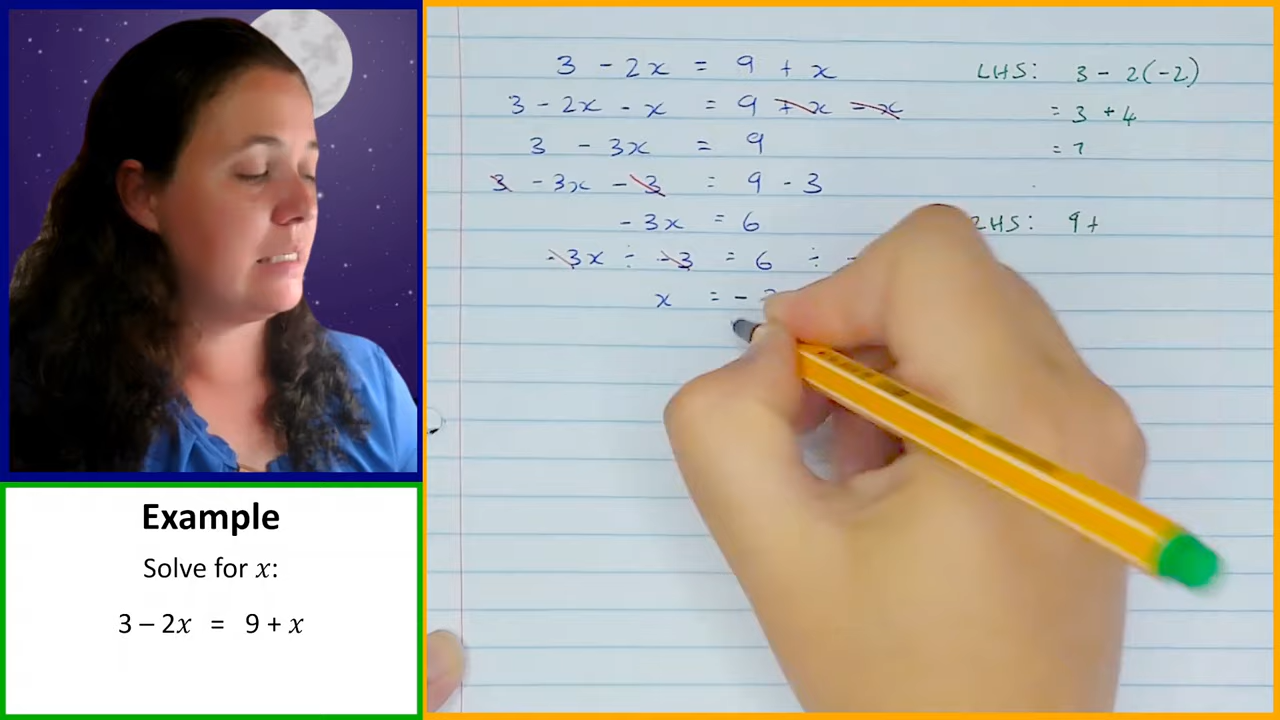 Example
Solve for x:
3 – 2x = 9 + x
3 - 2x = 9 + x
3 - 2x - x = 9 + x - x
3 - 3x = 9
3 - 3x - 3 = 9 - 3
-3x = 6
-3x ÷ -3 = 6 ÷ -
x = -
LHS: 3 - 2(-2)
= 3 + 4
= 7
RHS: 9 +